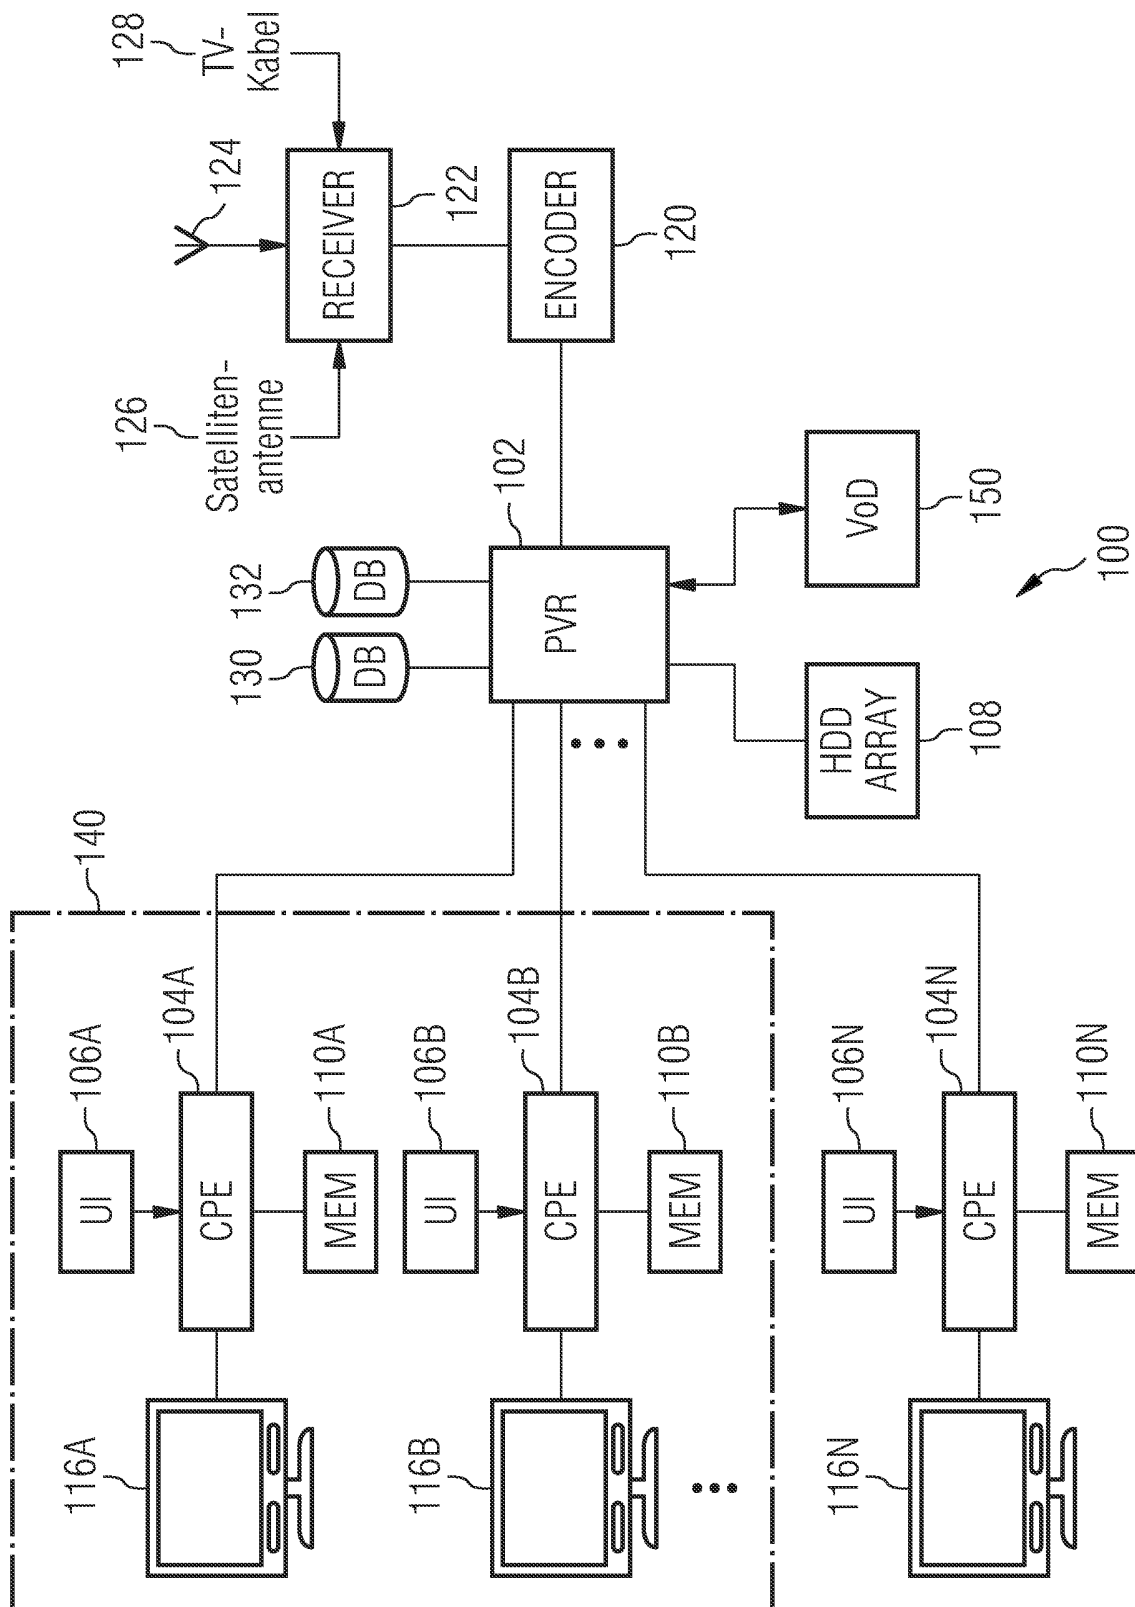 116A
106A
UI
104A
CPE
110A
MEM
116B
106B
UI
104B
CPE
110B
MEM
116N
106N
UI
104N
CPE
110N
MEM
140
130
DB
132
DB
102
PVR
HDD
ARRAY
108
VoD
150
100
126
Satelliten-
antenne
124
128
TV-
Kabel
RECEIVER
122
ENCODER
120